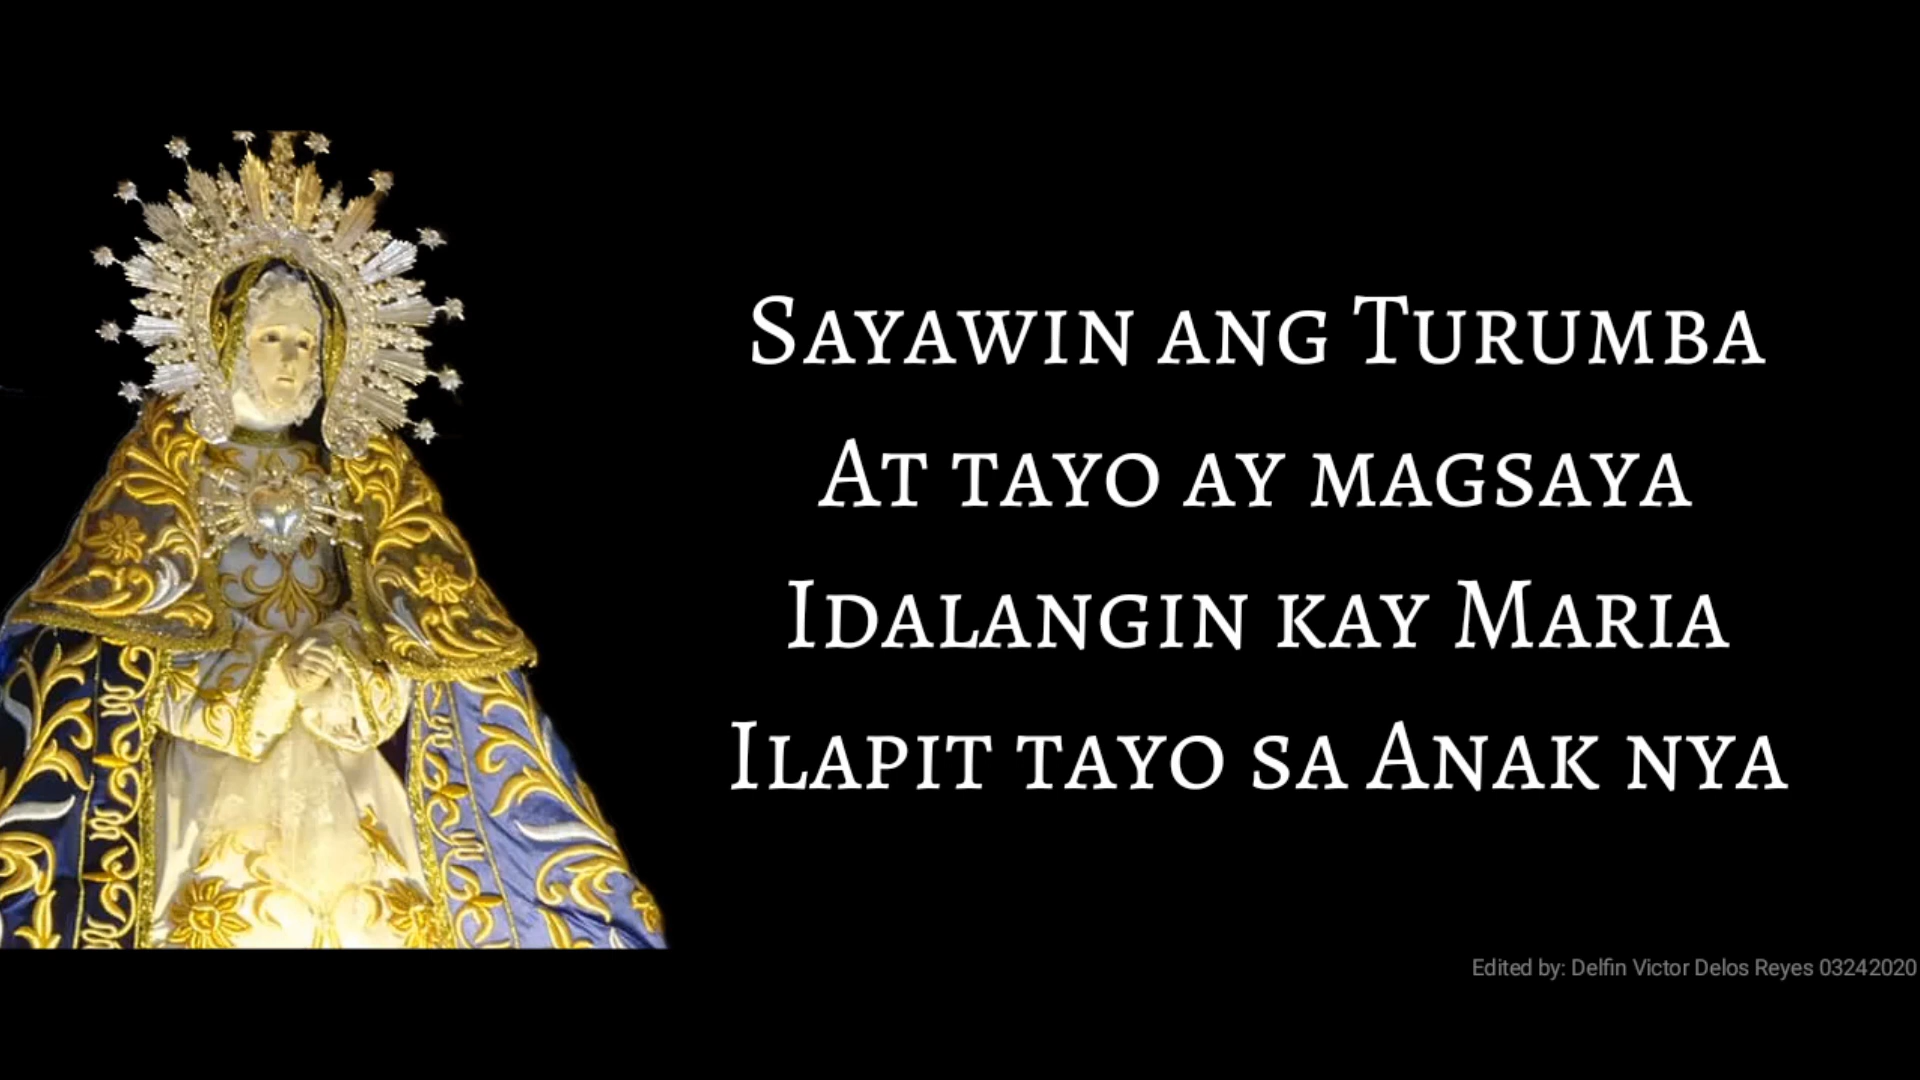 Sayawin ang Turumba
At tayo ay magsaya
Idalangin kay Maria
Ilapit tayo sa Anak nya
Edited by: Delfin Victor Delos Reyes 03242020